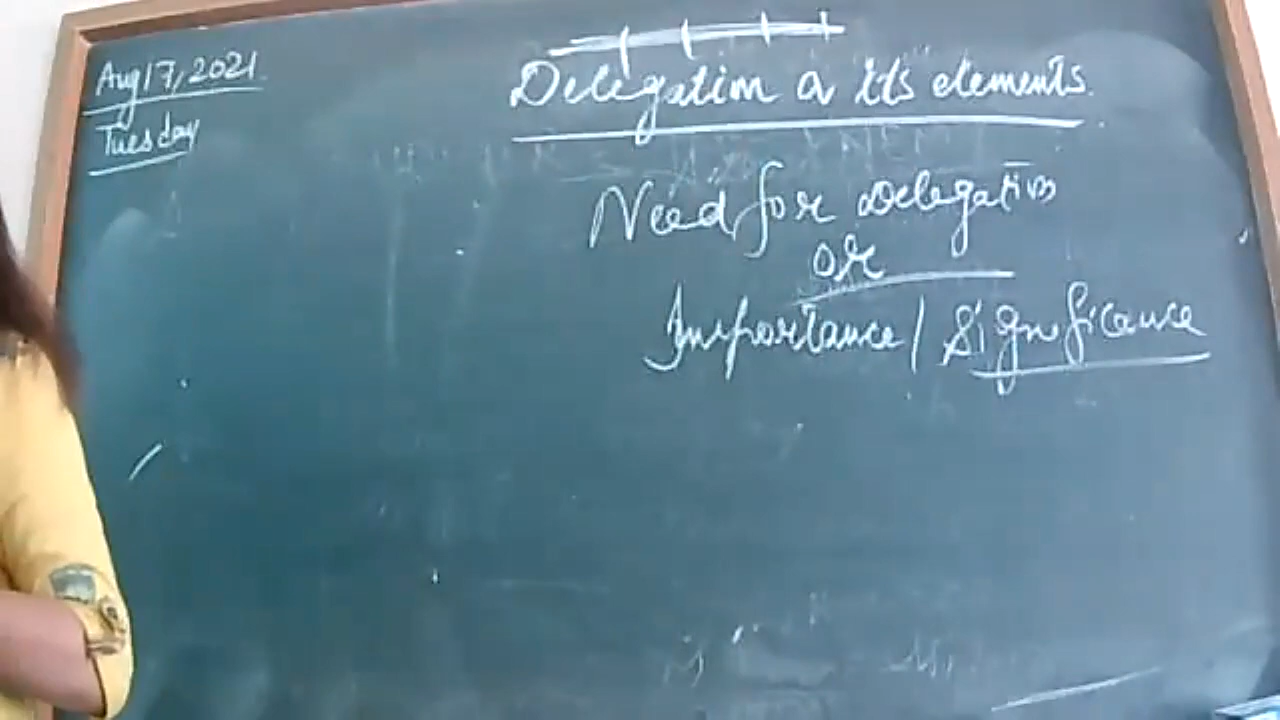 Aug 17, 2021
Tuesday
Delegation & its elements.
Need for Delegation
or
Importance / Significance